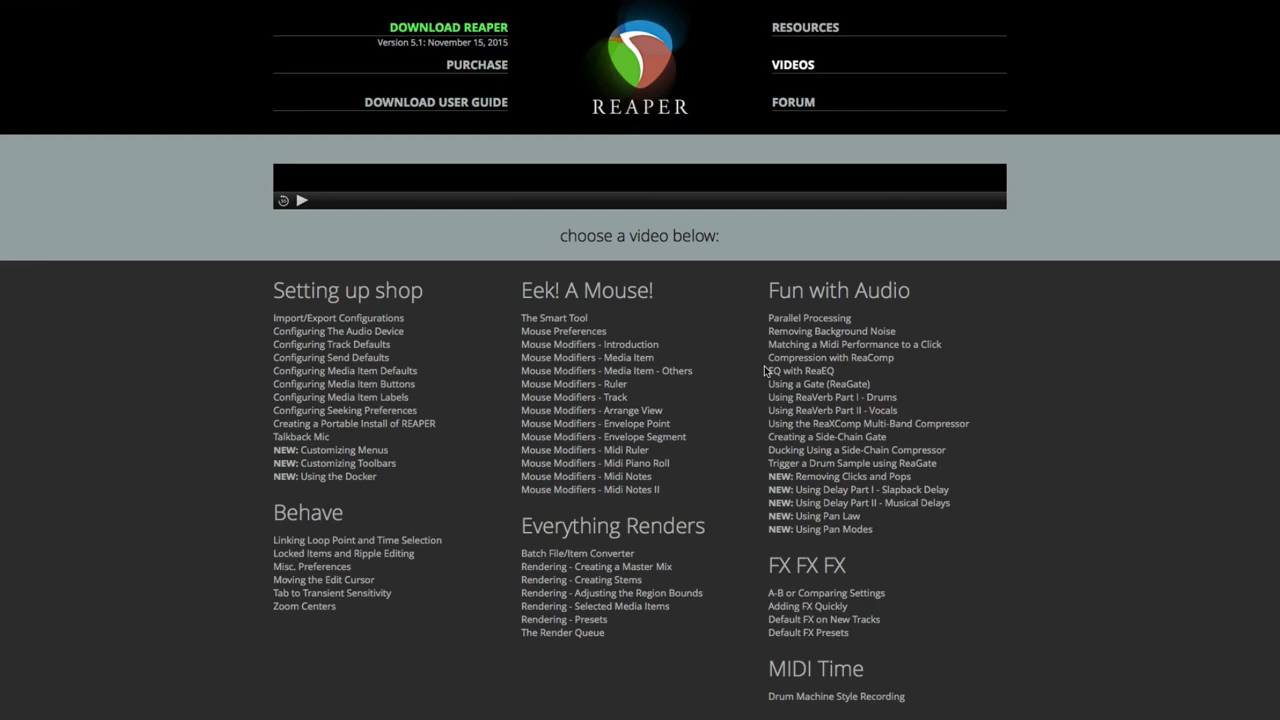 DOWNLOAD REAPER
Version 5.1: November 15, 2015
PURCHASE
DOWNLOAD USER GUIDE
REAPER
RESOURCES
VIDEOS
FORUM
30
choose a video below:
Setting up shop
Import/Export Configurations
Configuring The Audio Device
Configuring Track Defaults
Configuring Send Defaults
Configuring Media Item Defaults
Configuring Media Item Buttons
Configuring Media Item Labels
Configuring Seeking Preferences
Creating a Portable Install of REAPER
Talkback Mic
NEW: Customizing Menus
NEW: Customizing Toolbars
NEW: Using the Docker
Behave
Linking Loop Point and Time Selection
Locked Items and Ripple Editing
Misc. Preferences
Moving the Edit Cursor
Tab to Transient Sensitivity
Zoom Centers
Eek! A Mouse!
The Smart Tool
Mouse Preferences
Mouse Modifiers - Introduction
Mouse Modifiers - Media Item
Mouse Modifiers - Media Item - Others
Mouse Modifiers - Ruler
Mouse Modifiers - Track
Mouse Modifiers - Arrange View
Mouse Modifiers - Envelope Point
Mouse Modifiers - Envelope Segment
Mouse Modifiers - Midi Ruler
Mouse Modifiers - Midi Piano Roll
Mouse Modifiers - Midi Notes
Mouse Modifiers - Midi Notes II
Everything Renders
Batch File/Item Converter
Rendering - Creating a Master Mix
Rendering - Creating Stems
Rendering - Adjusting the Region Bounds
Rendering - Selected Media Items
Rendering - Presets
The Render Queue
Fun with Audio
Parallel Processing
Removing Background Noise
Matching a Midi Performance to a Click
Compression with ReaComp
EQ with ReaEQ
Using a Gate (ReaGate)
Using ReaVerb Part I - Drums
Using ReaVerb Part II - Vocals
Using the ReaXComp Multi-Band Compressor
Creating a Side-Chain Gate
Ducking Using a Side-Chain Compressor
Trigger a Drum Sample using ReaGate
NEW: Removing Clicks and Pops
NEW: Using Delay Part I - Slapback Delay
NEW: Using Delay Part II - Musical Delays
NEW: Using Pan Law
NEW: Using Pan Modes
FX FX FX
A-B or Comparing Settings
Adding FX Quickly
Default FX on New Tracks
Default FX Presets
MIDI Time
Drum Machine Style Recording